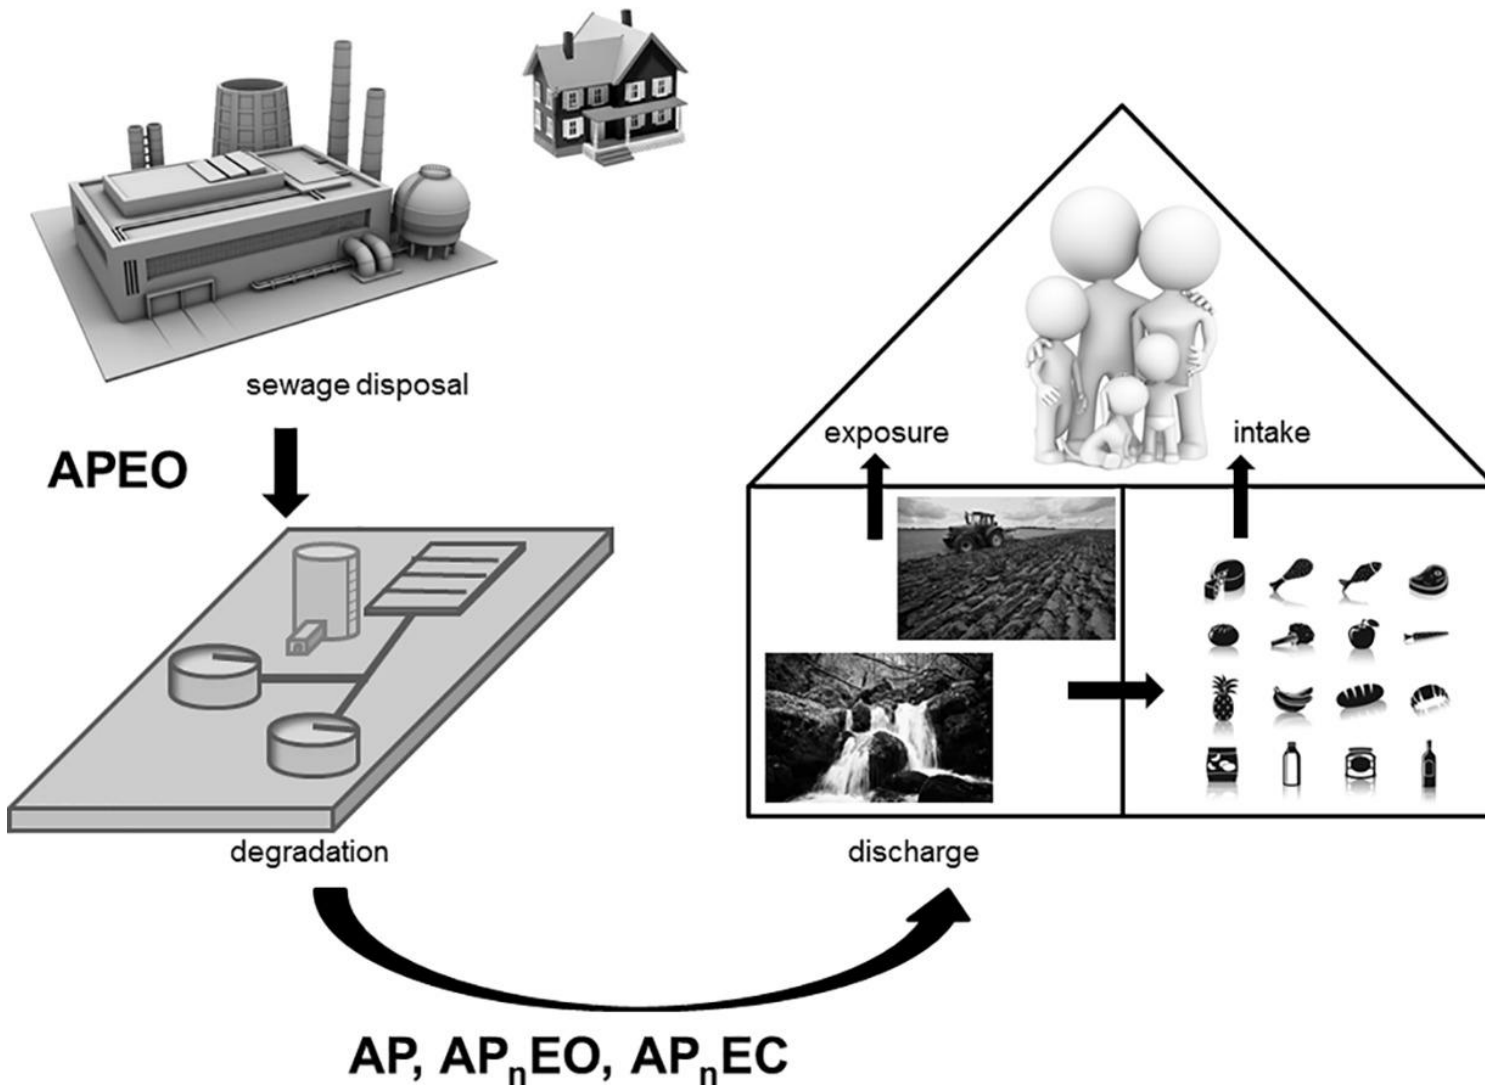 sewage disposal
APEO
exposure
intake
degradation
discharge
AP, APₙEO, APₙEC